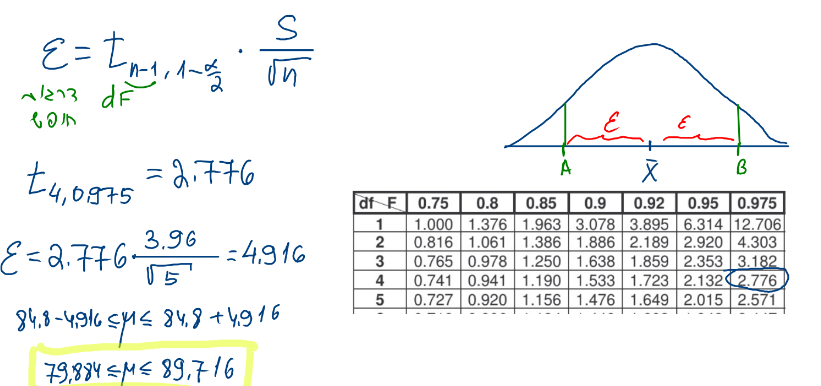 ε = t n-1, 1-α/2 · S/√n
dF
t 4,0.975 = 2.776
ε = 2.776 · 3.96/√5 = 4.916
84.8 - 4.916 ≤ μ ≤ 84.8 + 4.916
79.884 ≤ μ ≤ 89.716
ε ε
A X̄ B
df F 0.75 0.8 0.85 0.9 0.92 0.95 0.975
1 1.000 1.376 1.963 3.078 3.895 6.314 12.706
2 0.816 1.061 1.386 1.886 2.189 2.920 4.303
3 0.765 0.978 1.250 1.638 1.859 2.353 3.182
4 0.741 0.941 1.190 1.533 1.723 2.132 2.776
5 0.727 0.920 1.156 1.476 1.649 2.015 2.571